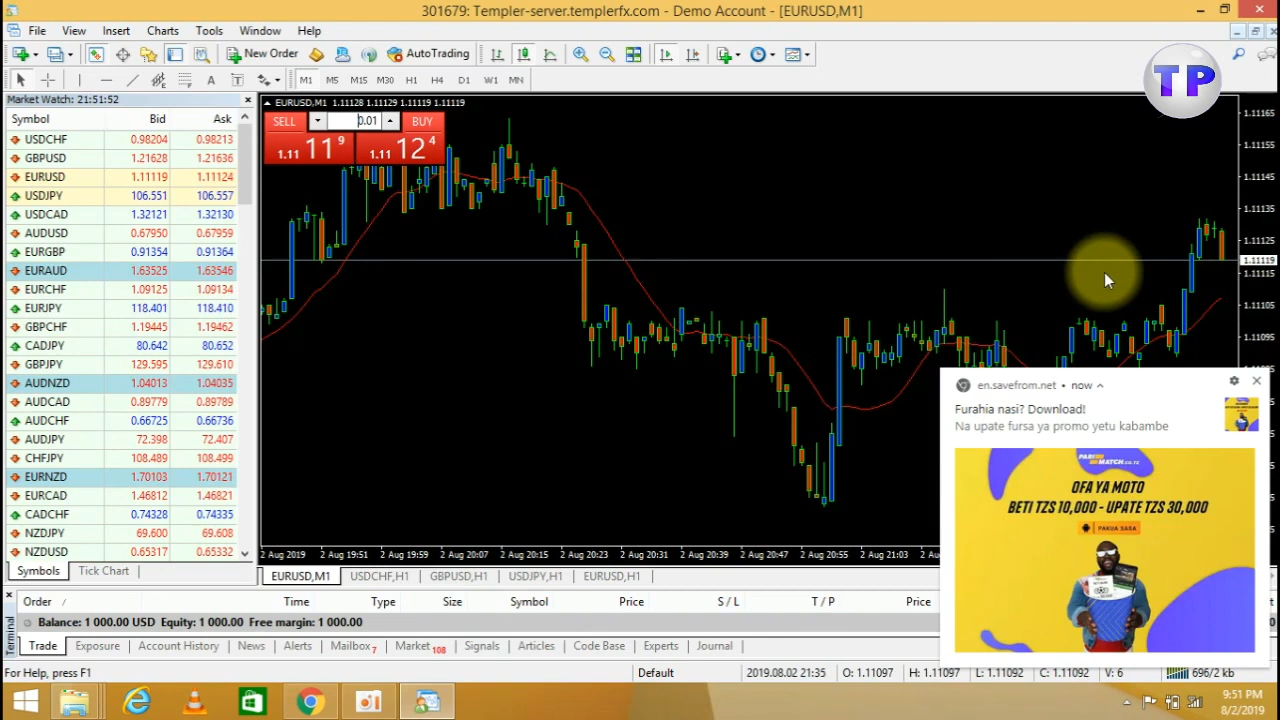 301679: Templer-server.templerfx.com - Demo Account - [EURUSD,M1]
File View Insert Charts Tools Window Help
New Order AutoTrading
A T M1 M5 M15 M30 H1 H4 D1 W1 MN
TP
Market Watch: 21:51:52
Symbol Bid Ask
USDCHF 0.98204 0.98213
GBPUSD 1.21628 1.21636
EURUSD 1.11119 1.11124
USDJPY 106.551 106.557
USDCAD 1.32121 1.32130
AUDUSD 0.67950 0.67959
EURGBP 0.91354 0.91364
EURAUD 1.63525 1.63546
EURCHF 1.09125 1.09134
EURJPY 118.401 118.410
GBPCHF 1.19445 1.19462
CADJPY 80.642 80.652
GBPJPY 129.595 129.610
AUDNZD 1.04013 1.04035
AUDCAD 0.89779 0.89789
AUDCHF 0.66725 0.66736
AUDJPY 72.398 72.407
CHFJPY 108.489 108.499
EURNZD 1.70103 1.70121
EURCAD 1.46812 1.46821
CADCHF 0.74328 0.74335
NZDJPY 69.600 69.608
NZDUSD 0.65317 0.65332
Symbols Tick Chart
EURUSD,M1 1.11128 1.11129 1.11119 1.11119
SELL 0.01 BUY
1.11 11 9 1.11 12 4
1.11165
1.11155
1.11145
1.11135
1.11125
1.11119
1.11115
1.11105
1.11095
2 Aug 2019 2 Aug 19:51 2 Aug 19:59 2 Aug 20:07 2 Aug 20:15 2 Aug 20:23 2 Aug 20:31 2 Aug 20:39 2 Aug 20:47 2 Aug 20:55 2 Aug 21:03 2 Au
EURUSD,M1 USDCHF,H1 GBPUSD,H1 USDJPY,H1 EURUSD,H1
en.savefrom.net • now
Furahia nasi? Download!
Na upate fursa ya promo yetu kabambe
PARI MATCH.co.tz
OFA YA MOTO
BETI TZS 10,000 - UPATE TZS 30,000
PAKUA SASA
Order / Time Type Size Symbol Price S / L T / P Price
Balance: 1 000.00 USD Equity: 1 000.00 Free margin: 1 000.00
Terminal
Trade Exposure Account History News Alerts Mailbox 7 Market 108 Signals Articles Code Base Experts Journal
For Help, press F1 Default 2019.08.02 21:35 O: 1.11097 H: 1.11097 L: 1.11092 C: 1.11092 V: 6 696/2 kb
9:51 PM
8/2/2019